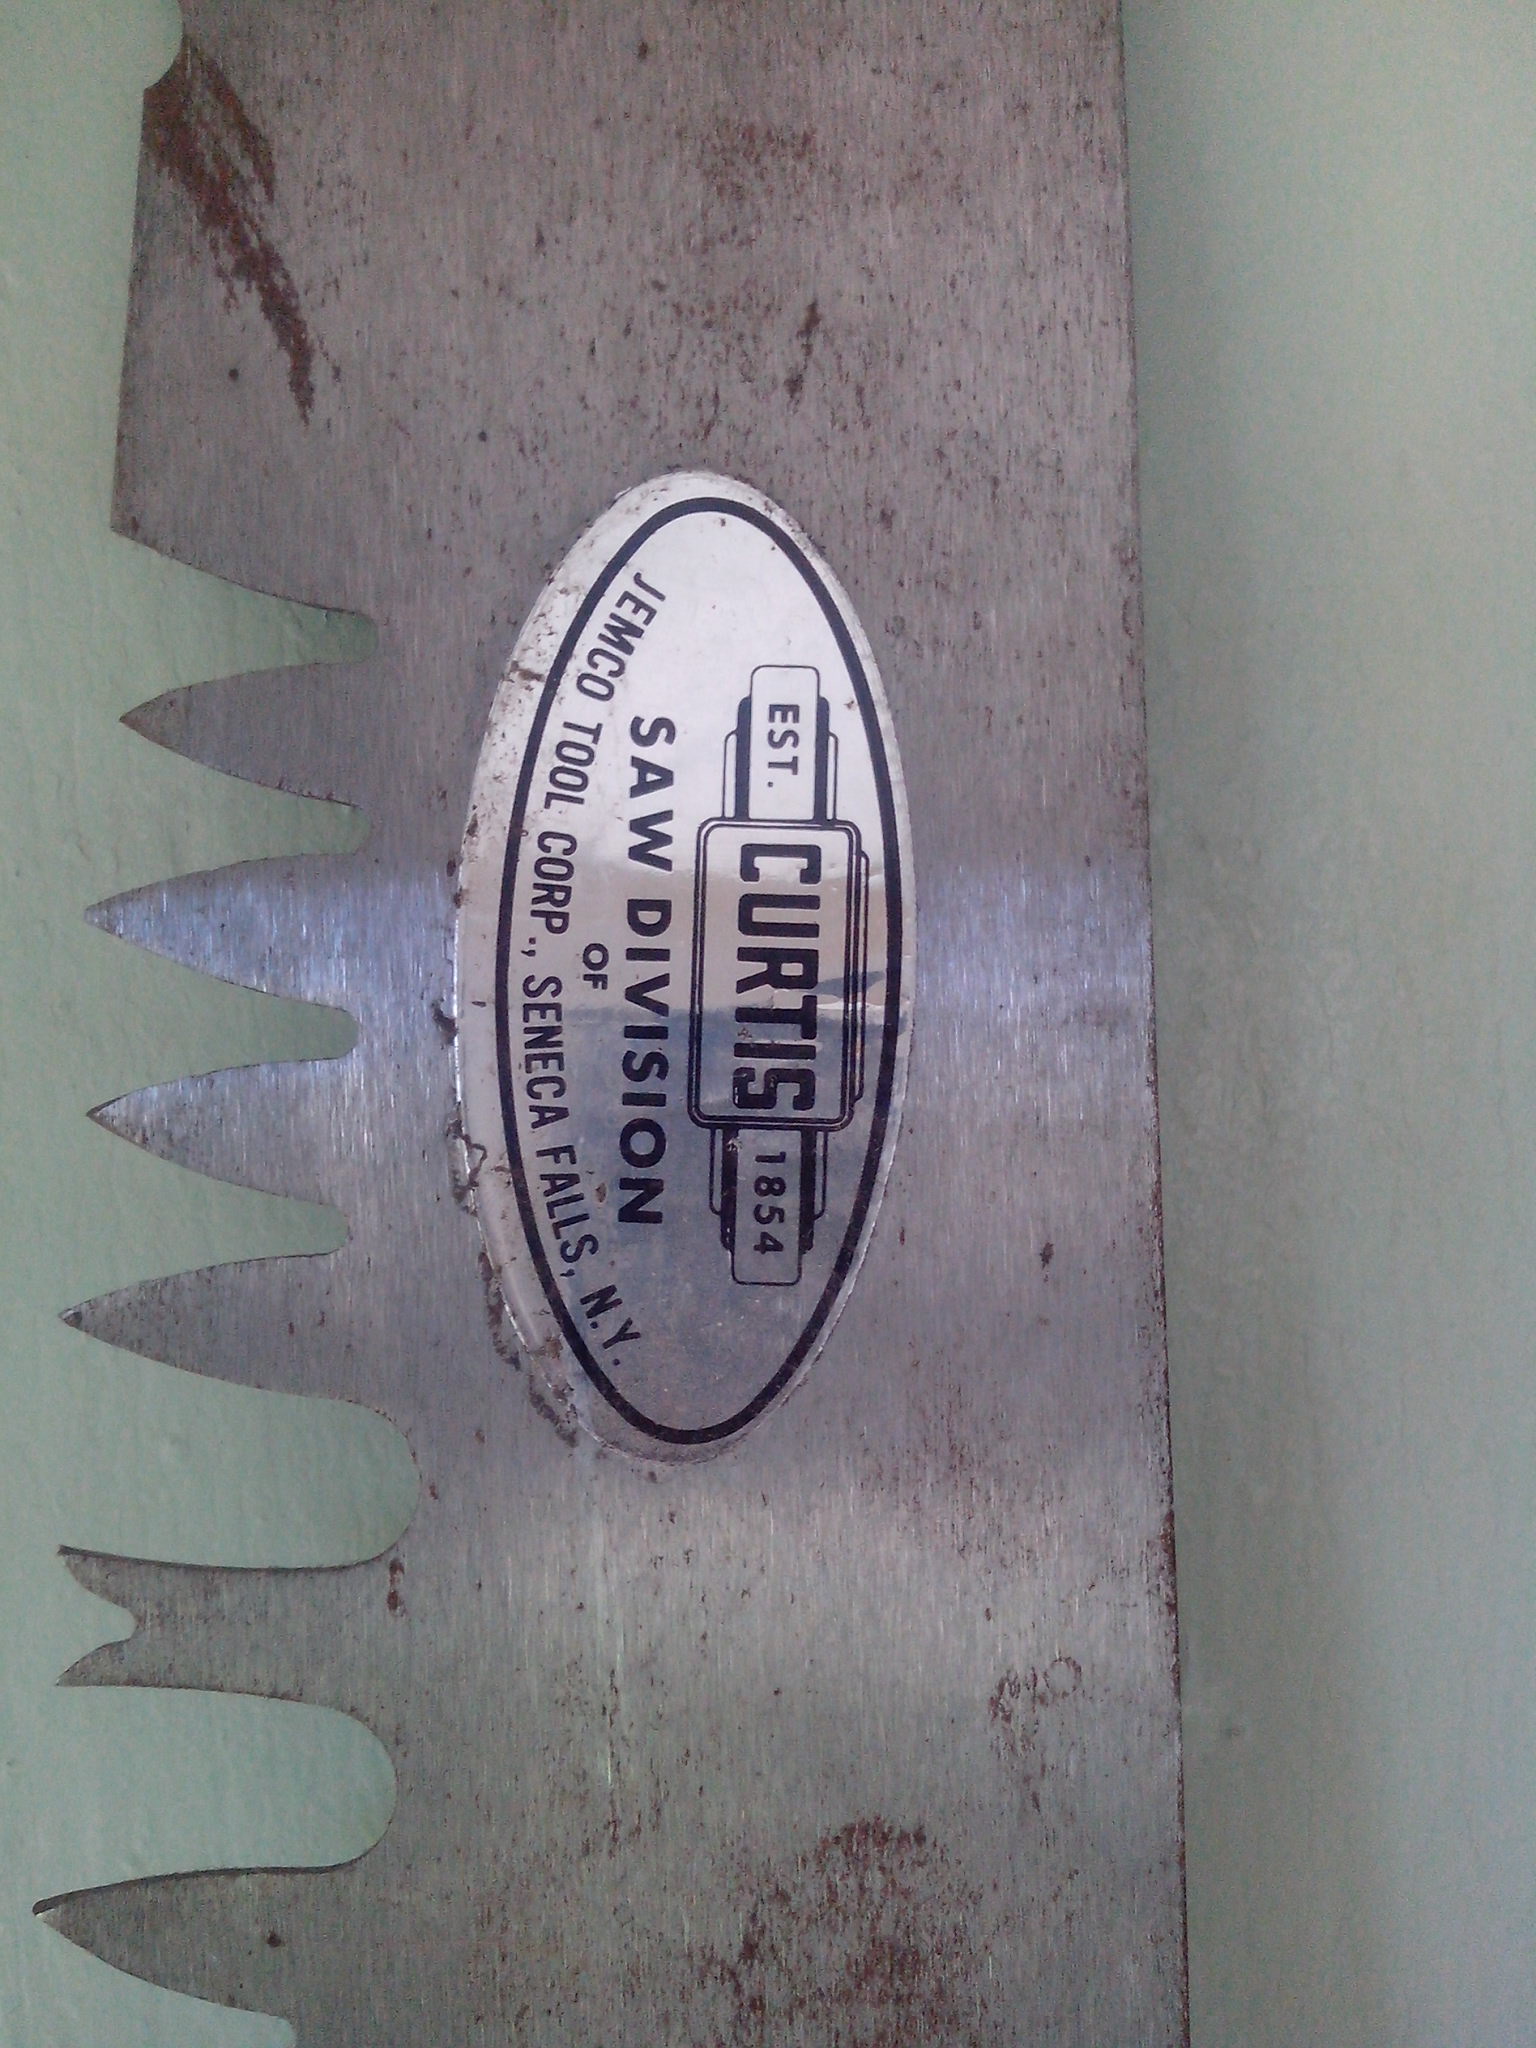 EST. CURTIS 1854
SAW DIVISION
OF
JEMCO TOOL CORP., SENECA FALLS, N.Y.